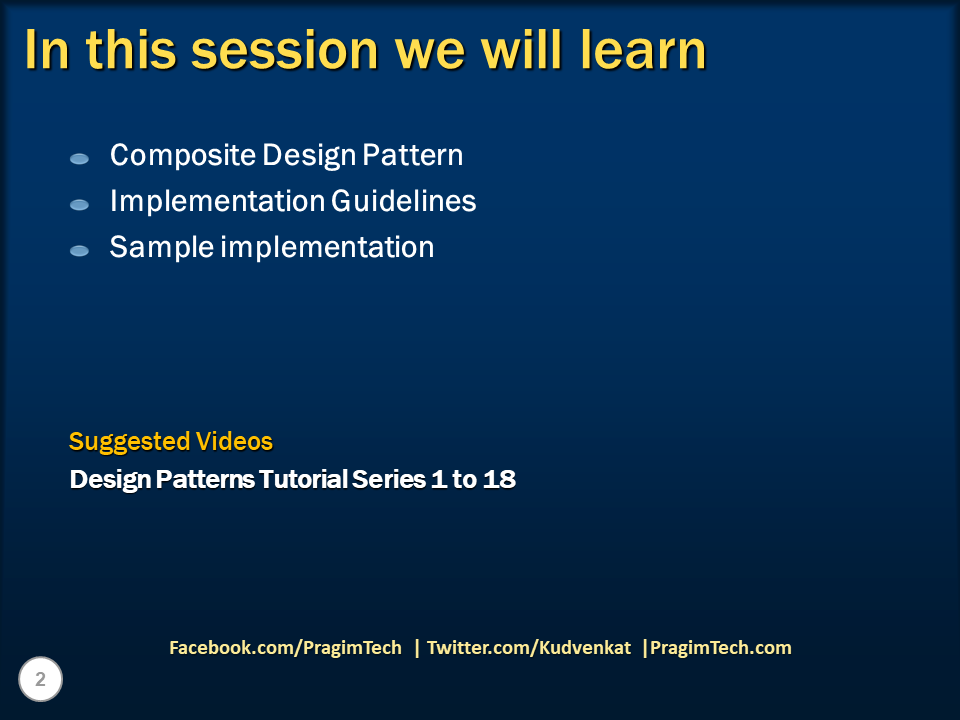 In this session we will learn
Composite Design Pattern
Implementation Guidelines
Sample implementation
Suggested Videos
Design Patterns Tutorial Series 1 to 18
Facebook.com/PragimTech | Twitter.com/Kudvenkat |PragimTech.com
2